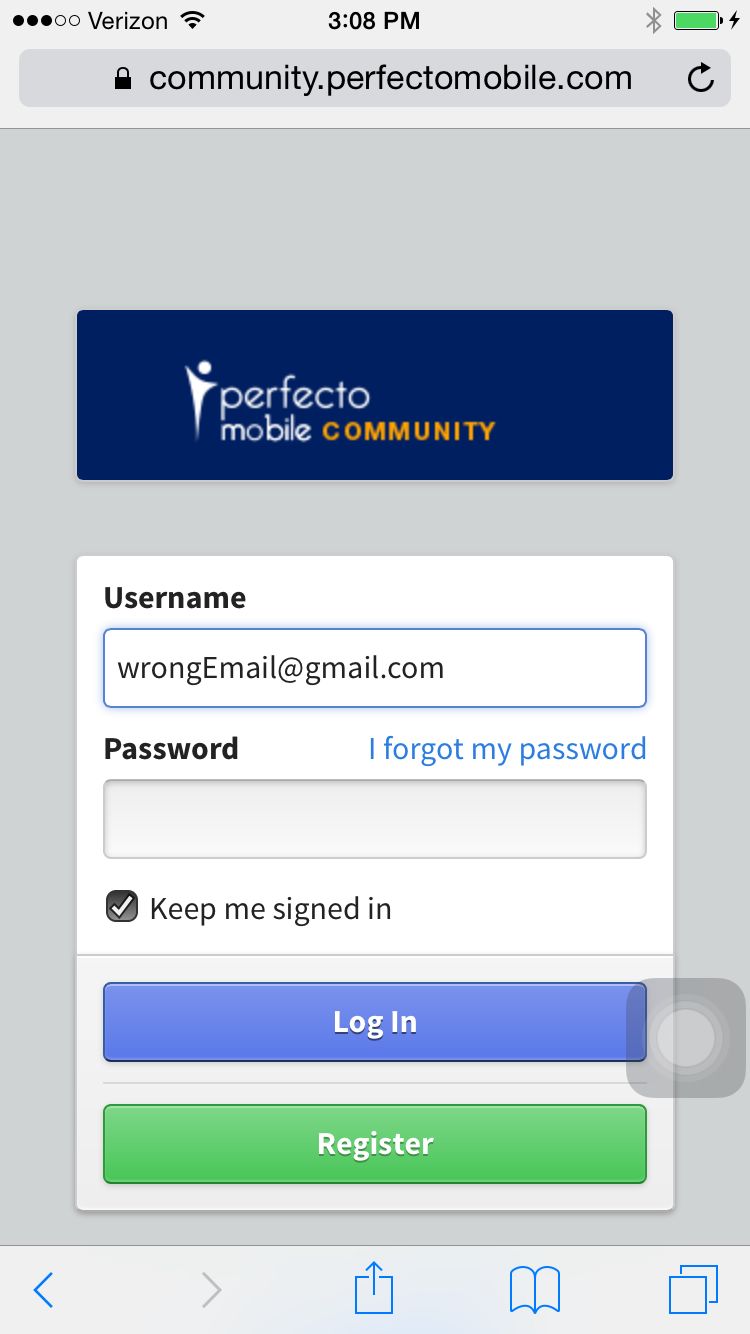 Verizon 3:08 PM
community.perfectomobile.com
perfecto
mobile COMMUNITY
Username
wrongEmail@gmail.com
Password I forgot my password
Keep me signed in
Log In
Register